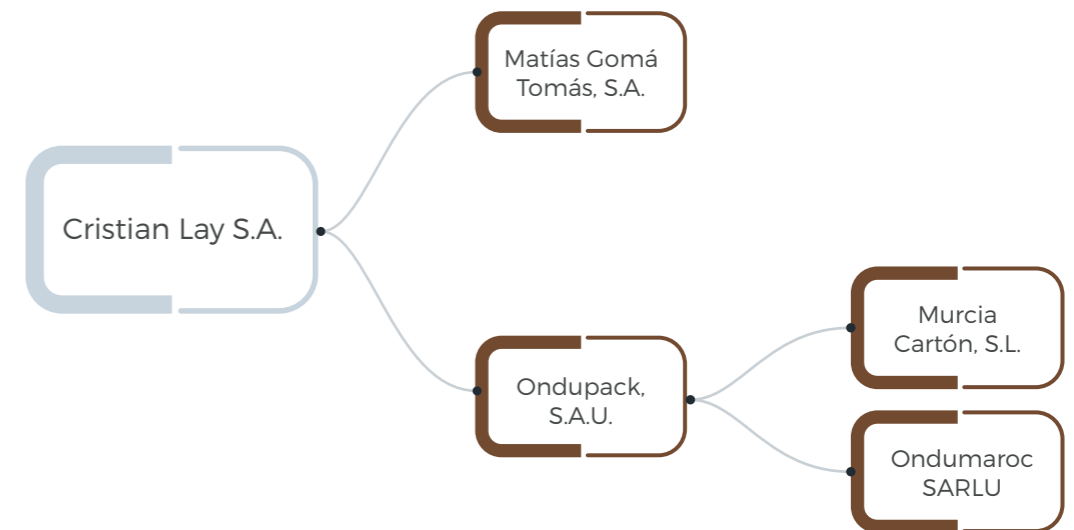 Matías Gomá
Tomás, S.A.
Cristian Lay S.A.
Ondupack,
S.A.U.
Murcia
Cartón, S.L.
Ondumaroc
SARLU